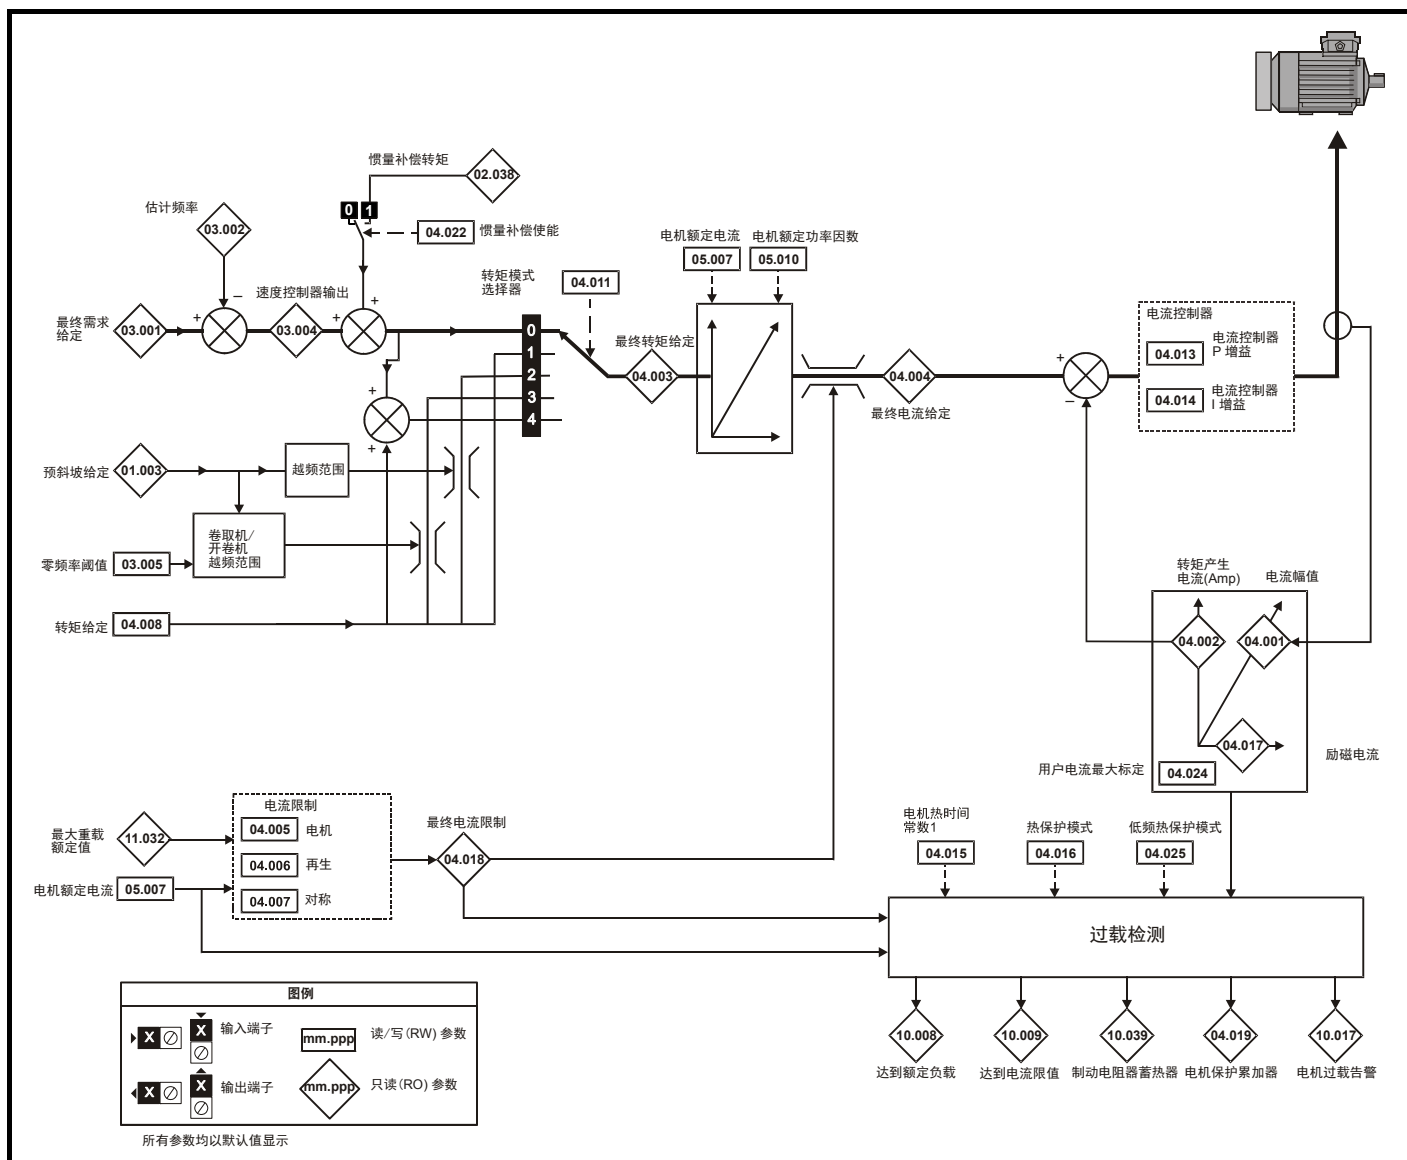 惯量补偿转矩
02.038
估计频率
03.002
0 1
04.022
惯量补偿使能
最终需求
给定
03.001
+
–
速度控制器输出
03.004
+
+
转矩模式
选择器
04.011
0
1
2
3
4
+
+
电机额定电流
05.007
电机额定功率因数
05.010
最终转矩给定
04.003
04.004
最终电流给定
+
–
电流控制器
04.013
电流控制器
P 增益
04.014
电流控制器
I 增益
预斜坡给定
01.003
越频范围
卷取机/
开卷机
越频范围
零频率阈值
03.005
转矩给定
04.008
转矩产生
电流(Amp)
电流幅值
04.002
04.001
04.017
励磁电流
用户电流最大标定
04.024
最大重载
额定值
11.032
电机额定电流
05.007
电流限制
04.005 电机
04.006 再生
04.007 对称
最终电流限制
04.018
电机热时间
常数1
04.015
热保护模式
04.016
低频热保护模式
04.025
过载检测
10.008
达到额定负载
10.009
达到电流限值
10.039
制动电阻器蓄热器
04.019
电机保护累加器
10.017
电机过载告警
图例
X
X
输入端子
mm.ppp
读/写(RW) 参数
X
X
输出端子
mm.ppp
只读(RO) 参数
所有参数均以默认值显示